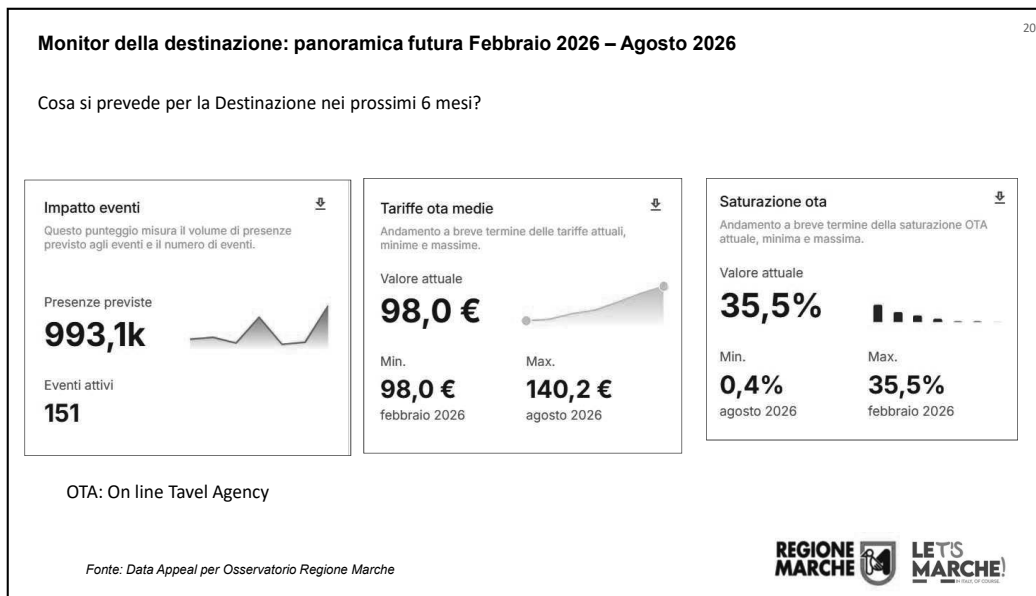 20
Monitor della destinazione: panoramica futura Febbraio 2026 – Agosto 2026
Cosa si prevede per la Destinazione nei prossimi 6 mesi?
Impatto eventi
Questo punteggio misura il volume di presenze
previsto agli eventi e il numero di eventi.
Presenze previste
993,1k
Eventi attivi
151
Tariffe ota medie
Andamento a breve termine delle tariffe attuali,
minime e massime.
Valore attuale
98,0 €
Min.
98,0 €
febbraio 2026
Max.
140,2 €
agosto 2026
Saturazione ota
Andamento a breve termine della saturazione OTA
attuale, minima e massima.
Valore attuale
35,5%
Min.
0,4%
agosto 2026
Max.
35,5%
febbraio 2026
OTA: On line Tavel Agency
Fonte: Data Appeal per Osservatorio Regione Marche
REGIONE
MARCHE
LET'S
MARCHE!
IN ITALY, OF COURSE.